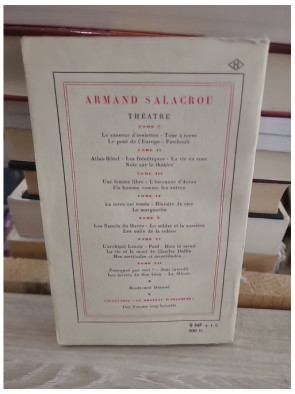 ARMAND SALACROU
THÉATRE
TOME I
Le casseur d'assiettes - Tour à terre
Le pont de l'Europe - Patchouli
TOME II
Atlas-Hôtel - Les frénétiques - La vie en rose
Note sur le théâtre
TOME III
Une femme libre - L'inconnue d'Arras
Un homme comme les autres
TOME IV
La terre est ronde - Histoire de rire
La marguerite
TOME V
Les fiancés du Havre - Le soldat et la sorcière
Les nuits de la colère
TOME VI
L'archipel Lenoir - Poof - Dieu le savait
La vie et la mort de Charles Dullin
Mes certitudes et incertitudes
TOME VII
Pourquoi pas moi ? - Sens interdit
Les invités du Bon Dieu - Le Miroir
Boulevard Durand